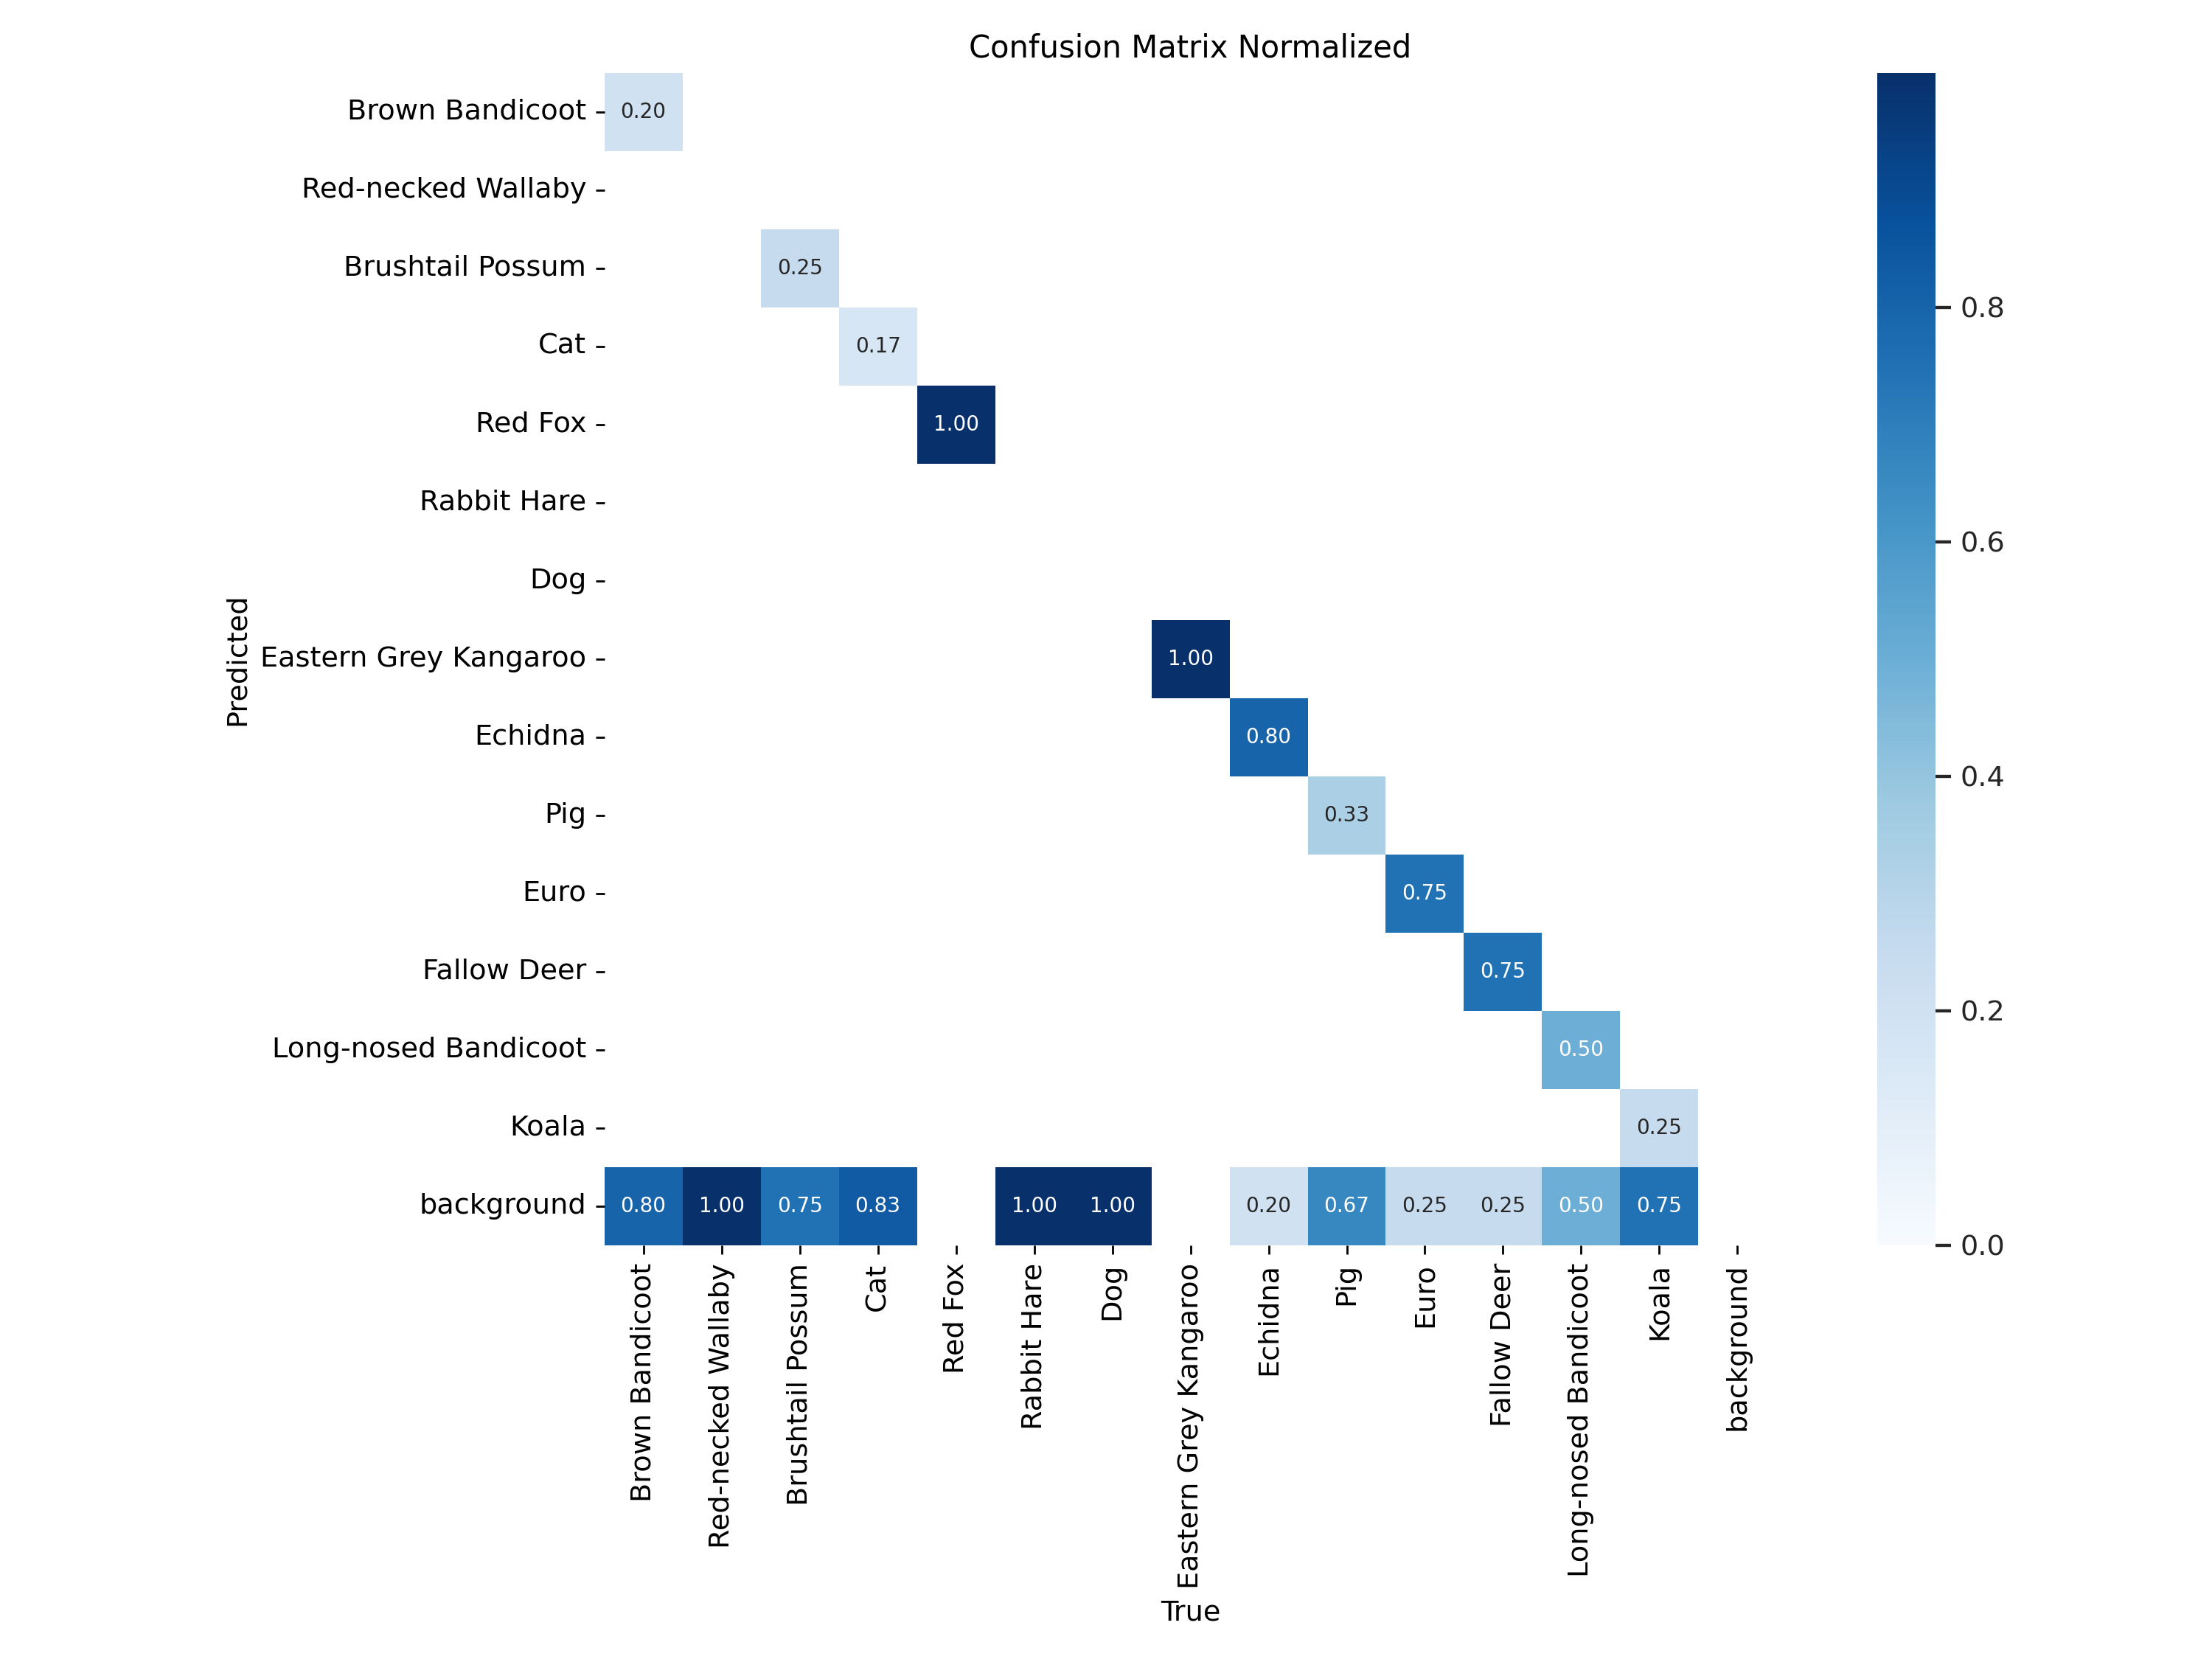 Confusion Matrix Normalized
Brown Bandicoot
0.20
Red-necked Wallaby
Brushtail Possum
0.25
Cat
0.17
Red Fox
1.00
Rabbit Hare
Dog
Eastern Grey Kangaroo
1.00
Echidna
0.80
Pig
0.33
Euro
0.75
Fallow Deer
0.75
Long-nosed Bandicoot
0.50
Koala
0.25
background
0.80 1.00 0.75 0.83 1.00 1.00 0.20 0.67 0.25 0.25 0.50 0.75
Predicted
Brown Bandicoot
Red-necked Wallaby
Brushtail Possum
Cat
Red Fox
Rabbit Hare
Dog
Eastern Grey Kangaroo
Echidna
Pig
Euro
Fallow Deer
Long-nosed Bandicoot
Koala
background
True
0.8
0.6
0.4
0.2
0.0